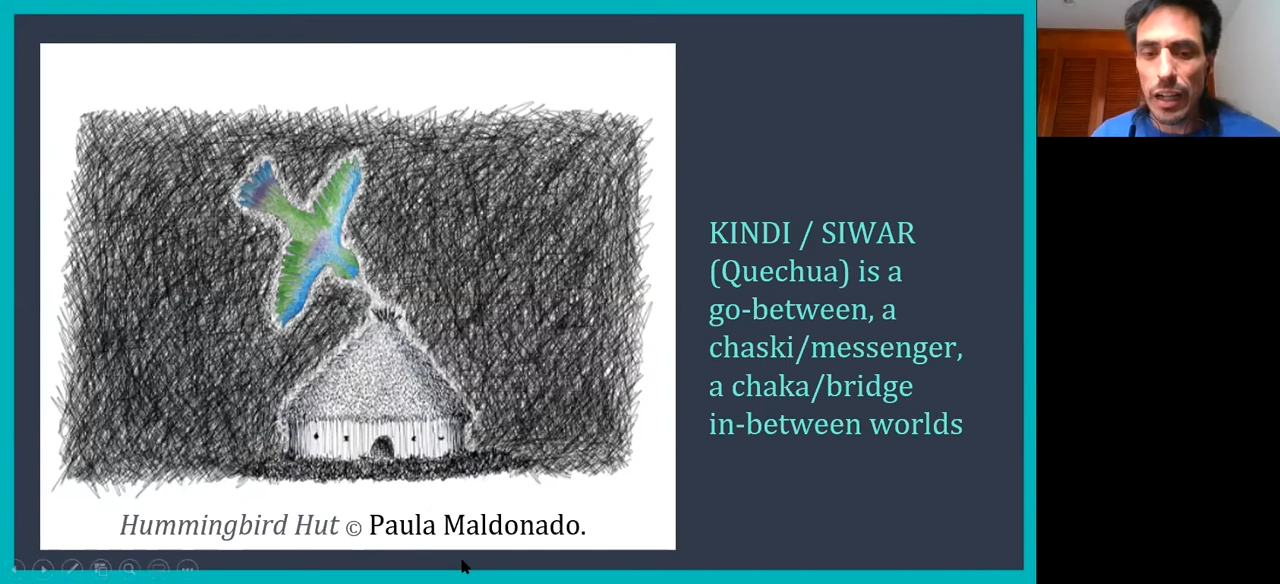 KINDI / SIWAR
(Quechua) is a
go-between, a
chaski/messenger,
a chaka/bridge
in-between worlds
Hummingbird Hut © Paula Maldonado.